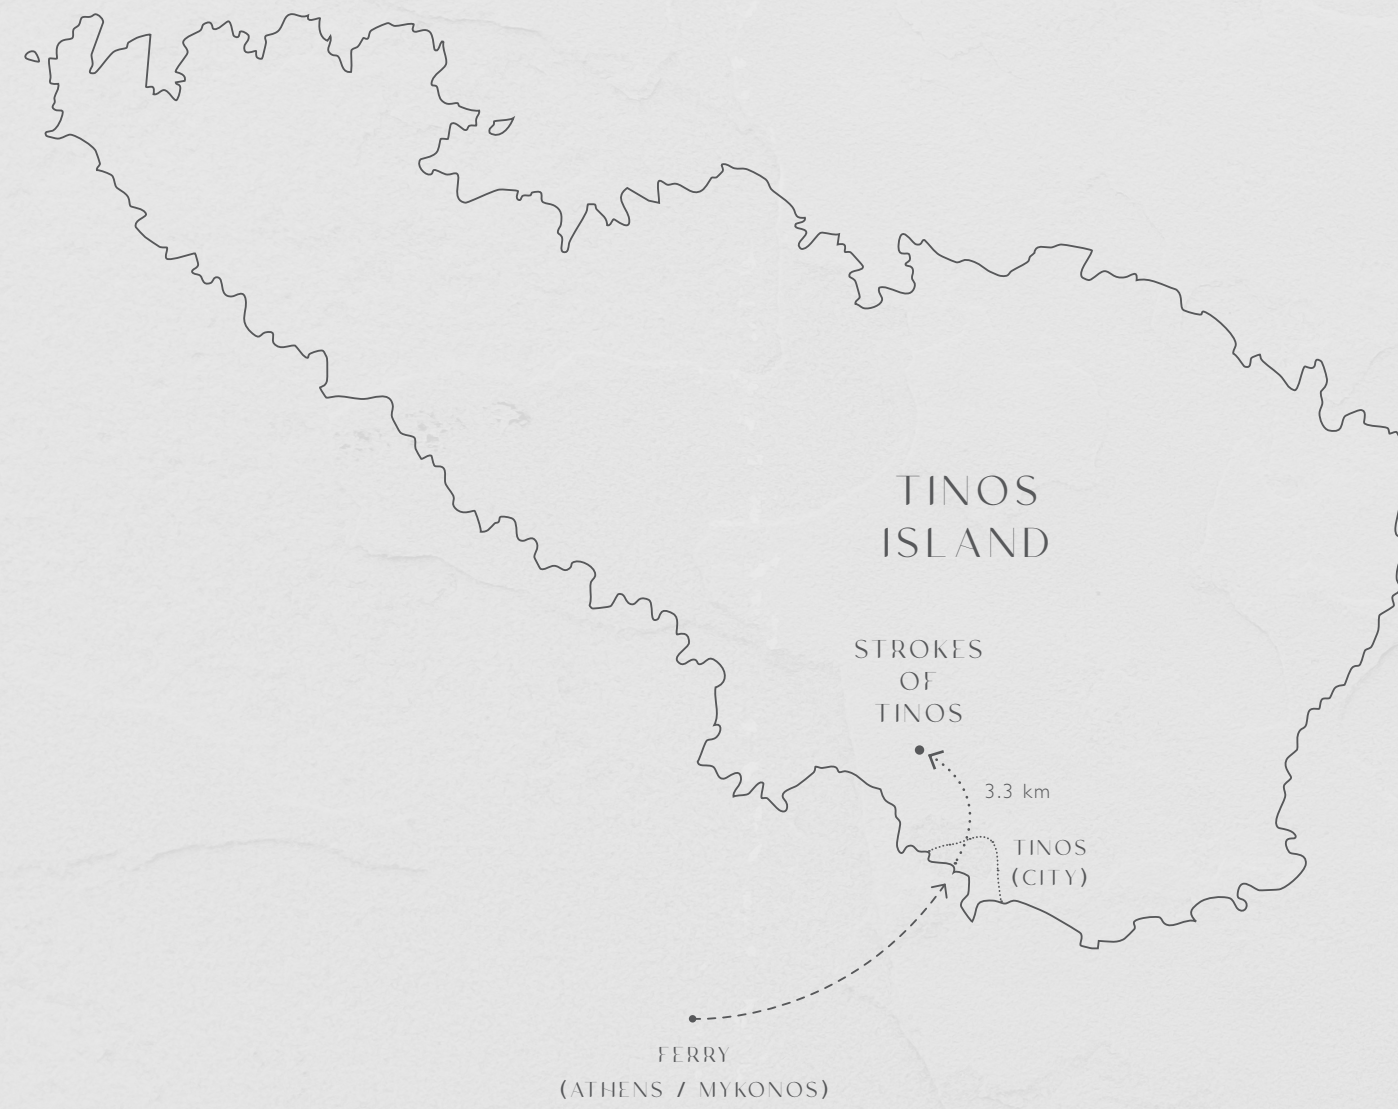 TINOS
ISLAND
STROKES
OF
TINOS
3.3 km
TINOS
(CITY)
FERRY
(ATHENS / MYKONOS)